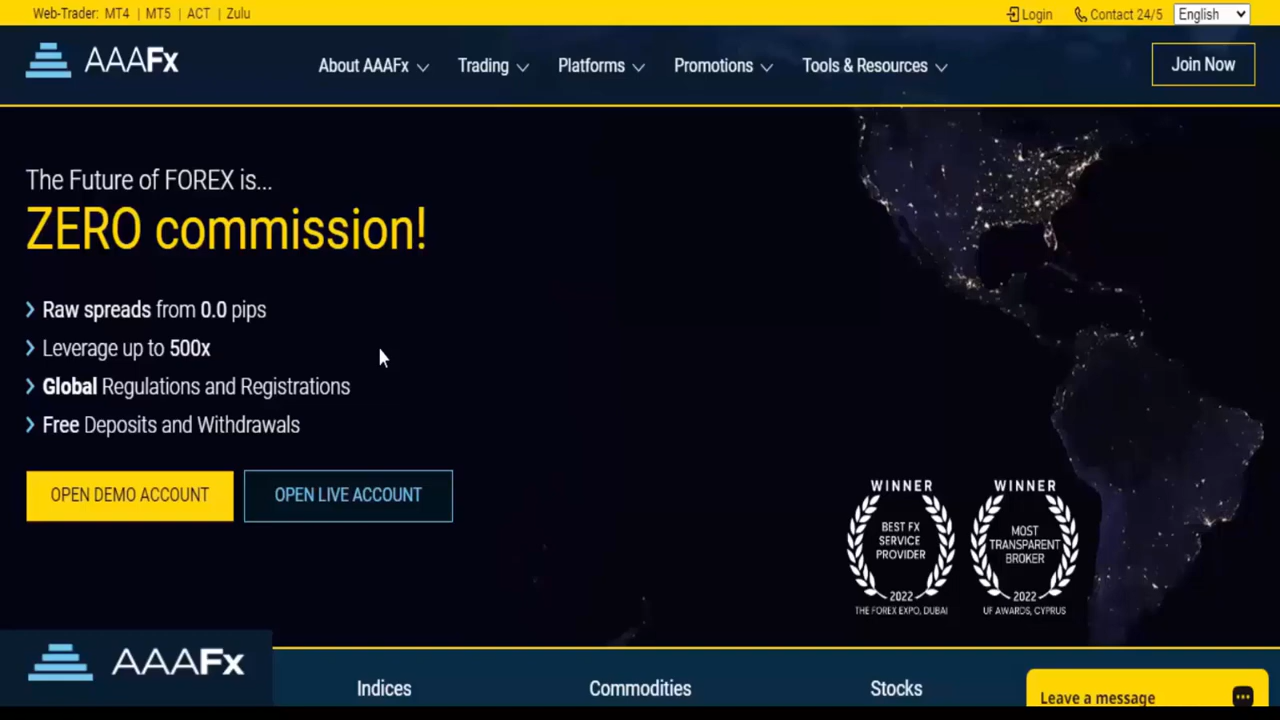 Web-Trader: MT4 | MT5 | ACT | Zulu
Login Contact 24/5 English
AAAFx
About AAAFx Trading Platforms Promotions Tools & Resources Join Now
The Future of FOREX is...
ZERO commission!
Raw spreads from 0.0 pips
Leverage up to 500x
Global Regulations and Registrations
Free Deposits and Withdrawals
OPEN DEMO ACCOUNT OPEN LIVE ACCOUNT
WINNER
BEST FX
SERVICE
PROVIDER
2022
THE FOREX EXPO, DUBAI
WINNER
MOST
TRANSPARENT
BROKER
2022
UF AWARDS, CYPRUS
AAAFx
Indices Commodities Stocks
Leave a message